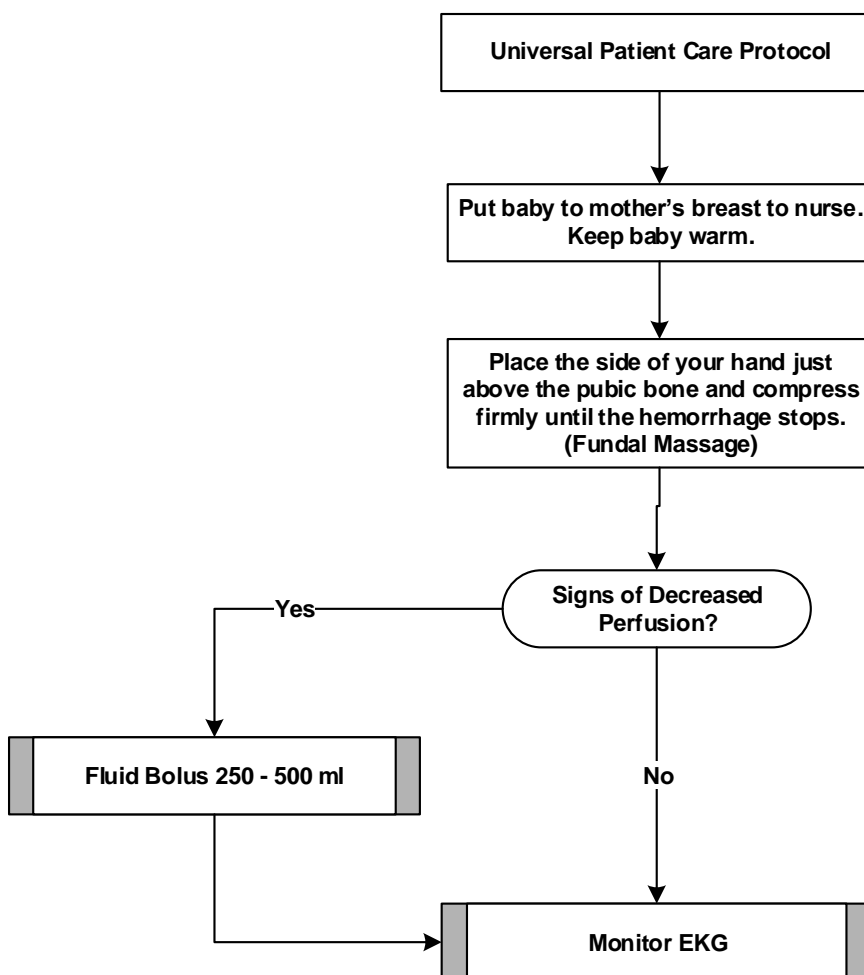 Universal Patient Care Protocol
Put baby to mother’s breast to nurse.
Keep baby warm.
Place the side of your hand just
above the pubic bone and compress
firmly until the hemorrhage stops.
(Fundal Massage)
Signs of Decreased
Perfusion?
Yes
Fluid Bolus 250 - 500 ml
No
Monitor EKG